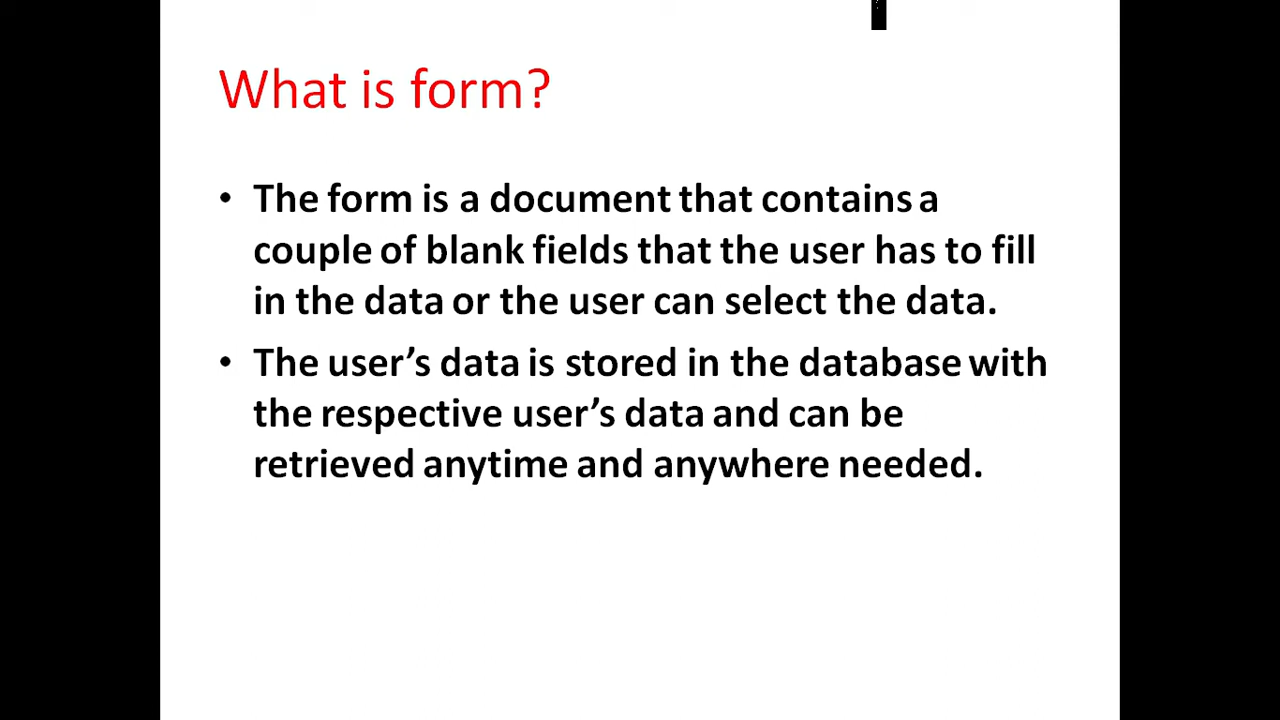 What is form?
• The form is a document that contains a
couple of blank fields that the user has to fill
in the data or the user can select the data.
• The user’s data is stored in the database with
the respective user’s data and can be
retrieved anytime and anywhere needed.